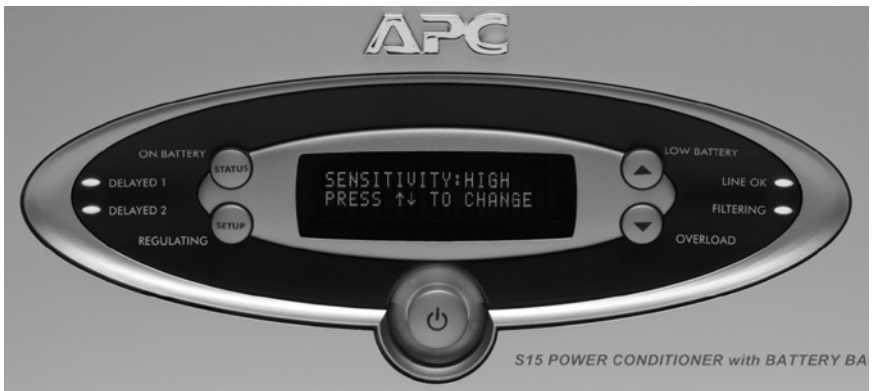 APC
ON BATTERY
STATUS
DELAYED 1
DELAYED 2
SETUP
REGULATING
SENSITIVITY:HIGH
PRESS ↑↓ TO CHANGE
LOW BATTERY
LINE OK
FILTERING
OVERLOAD
S15 POWER CONDITIONER with BATTERY BA